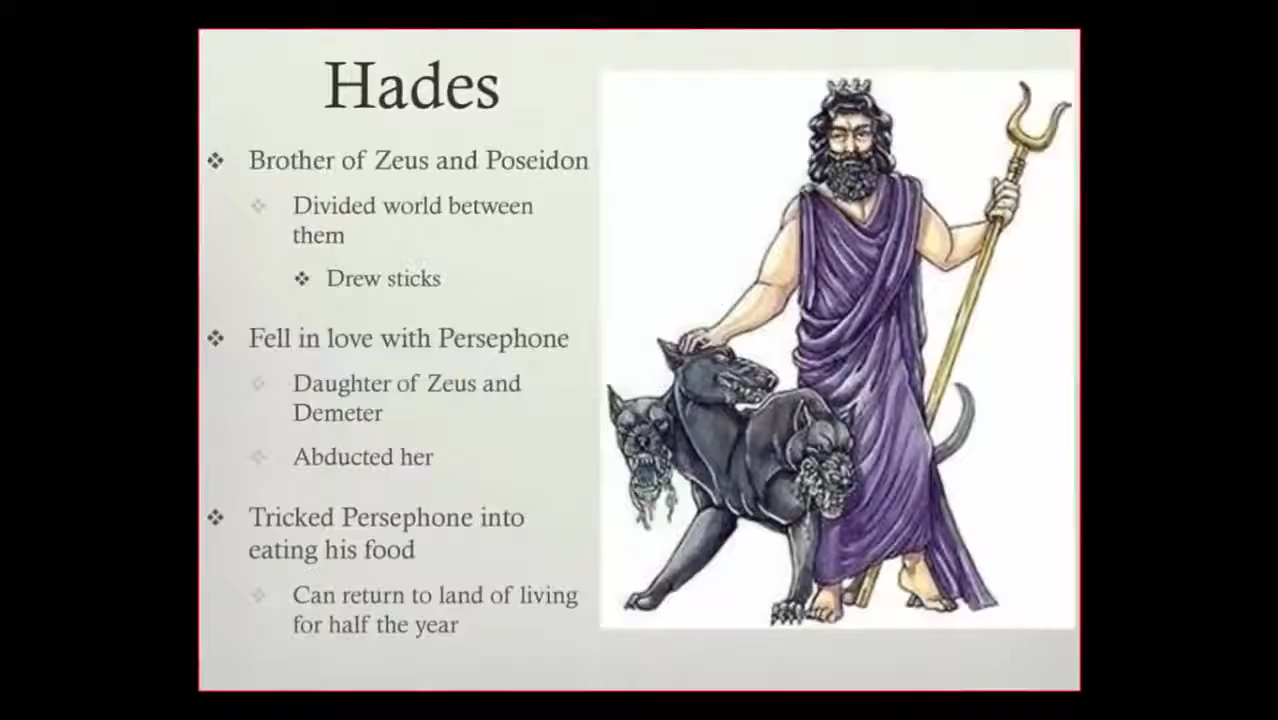 Hades
Brother of Zeus and Poseidon
Divided world between
them
Drew sticks
Fell in love with Persephone
Daughter of Zeus and
Demeter
Abducted her
Tricked Persephone into
eating his food
Can return to land of living
for half the year